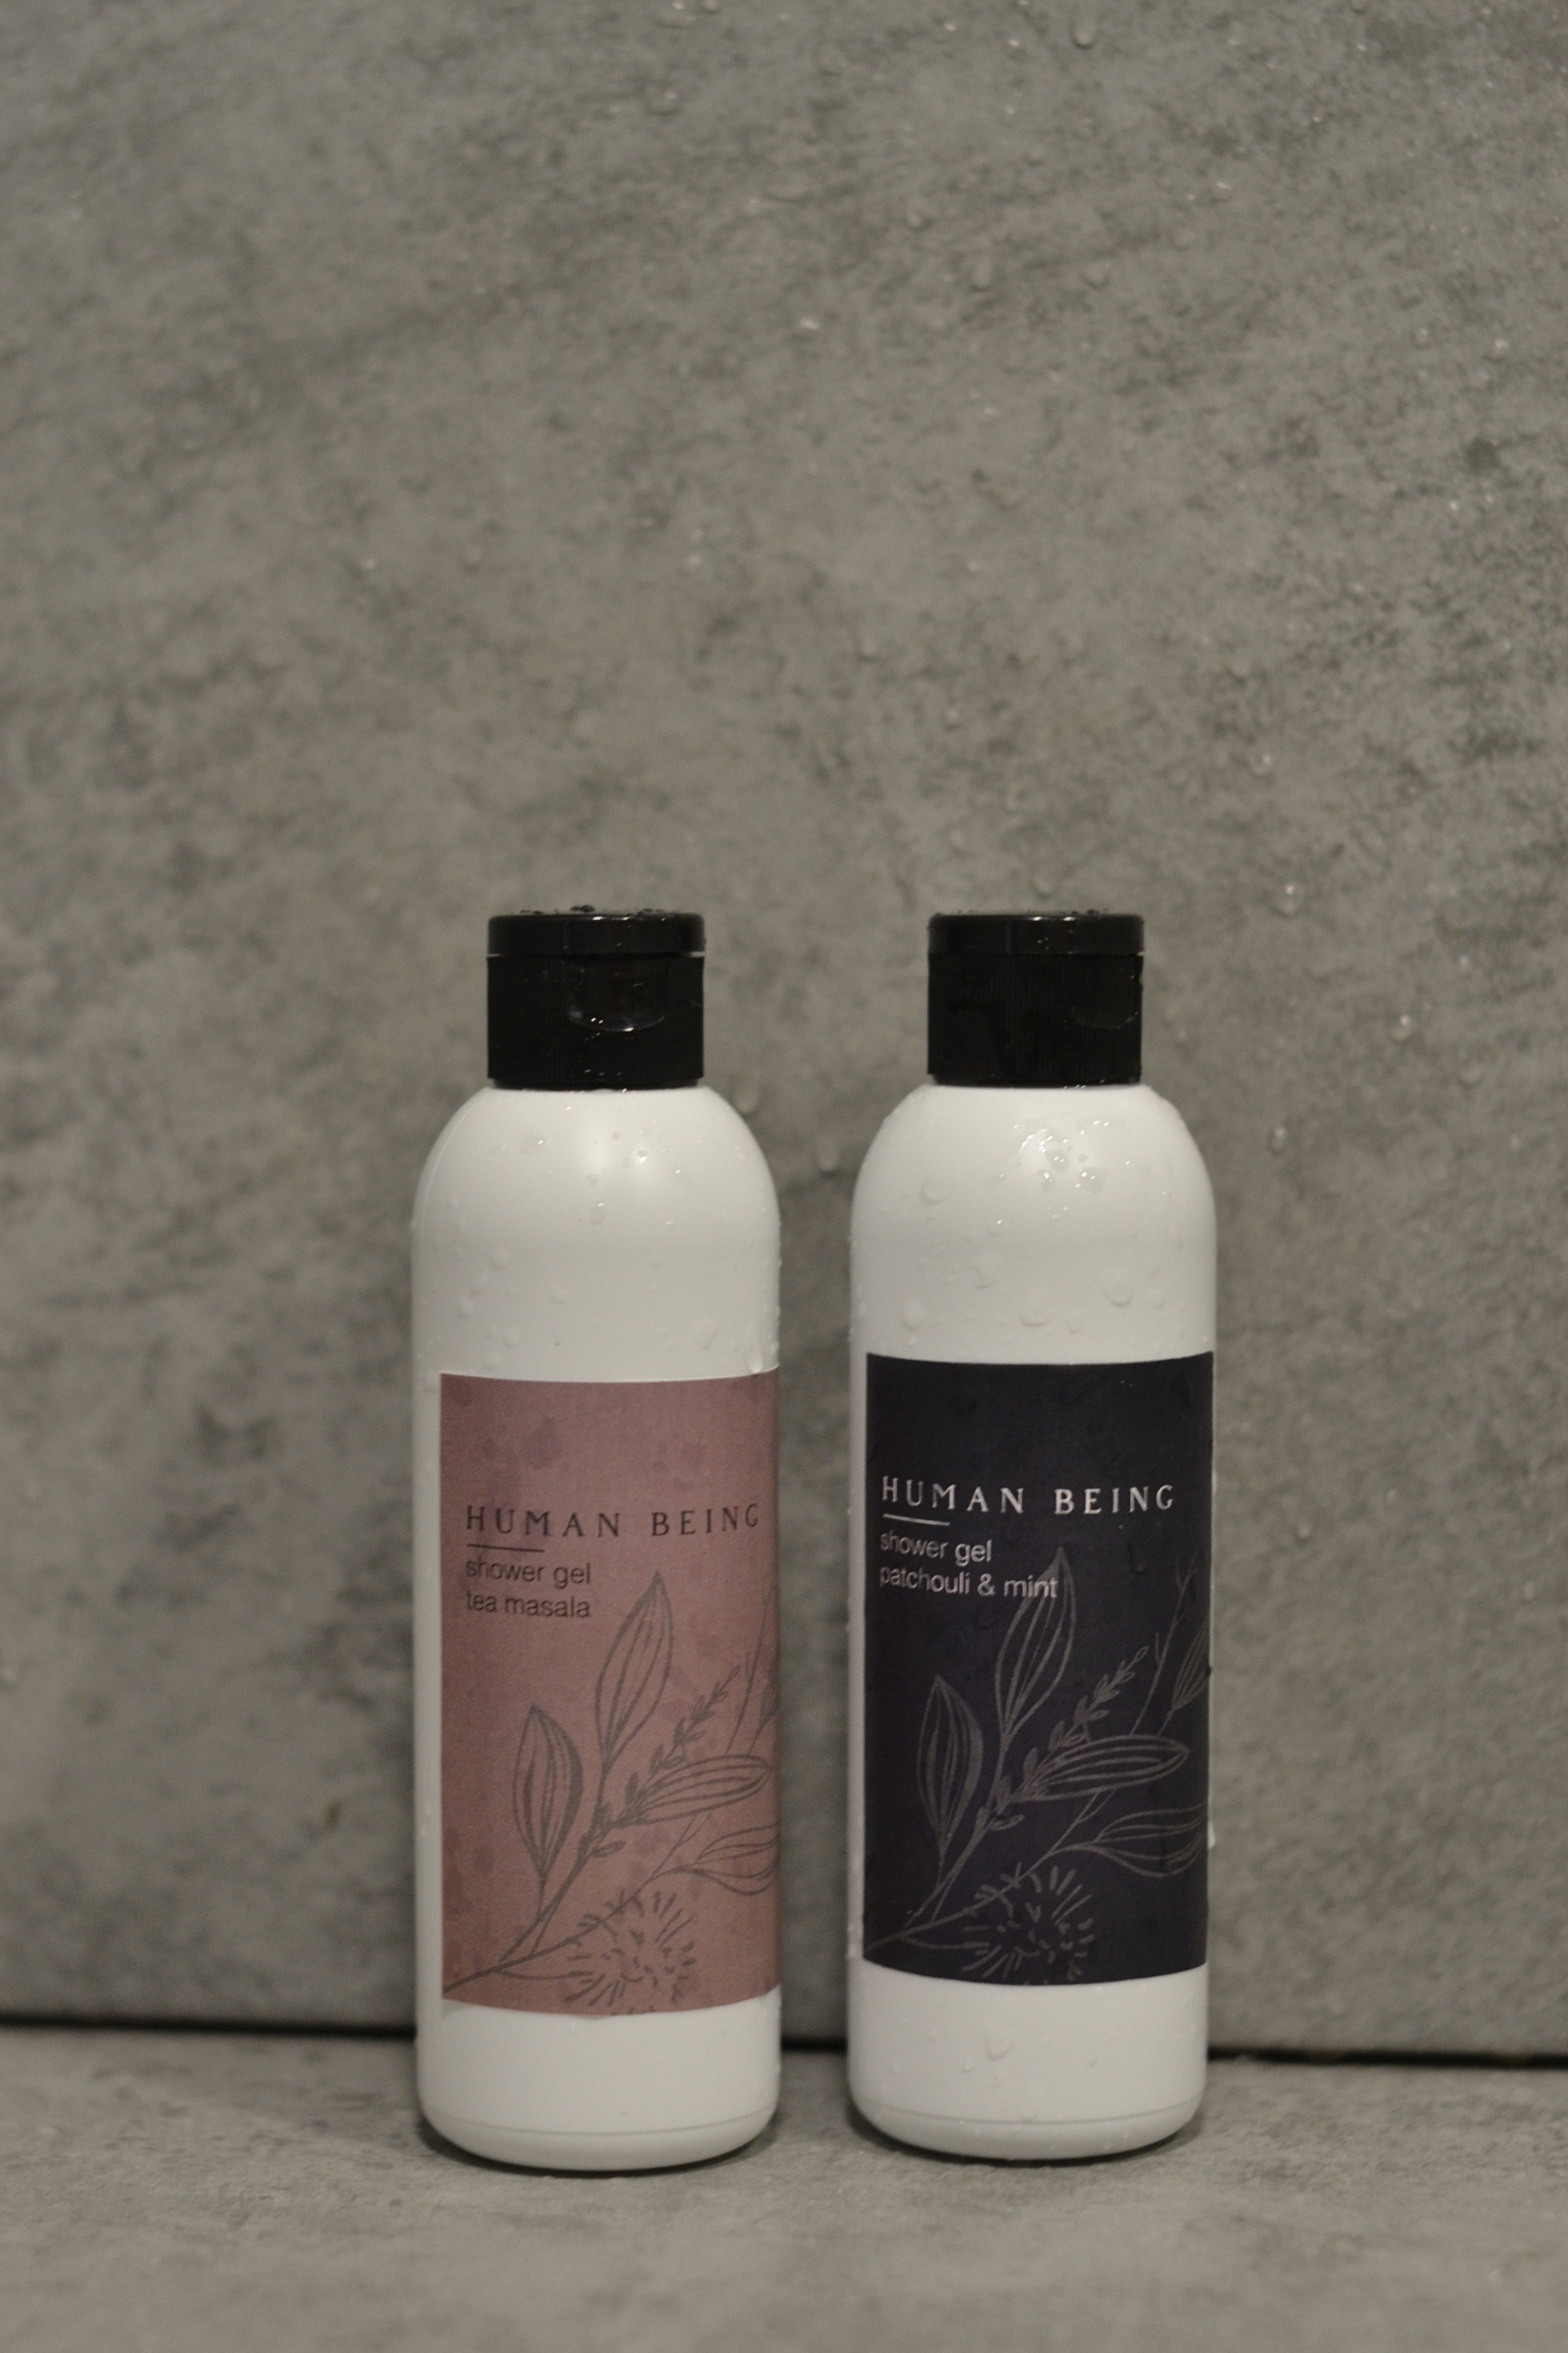 HUMAN BEING
shower gel
tea masala
HUMAN BEING
shower gel
patchouli & mint